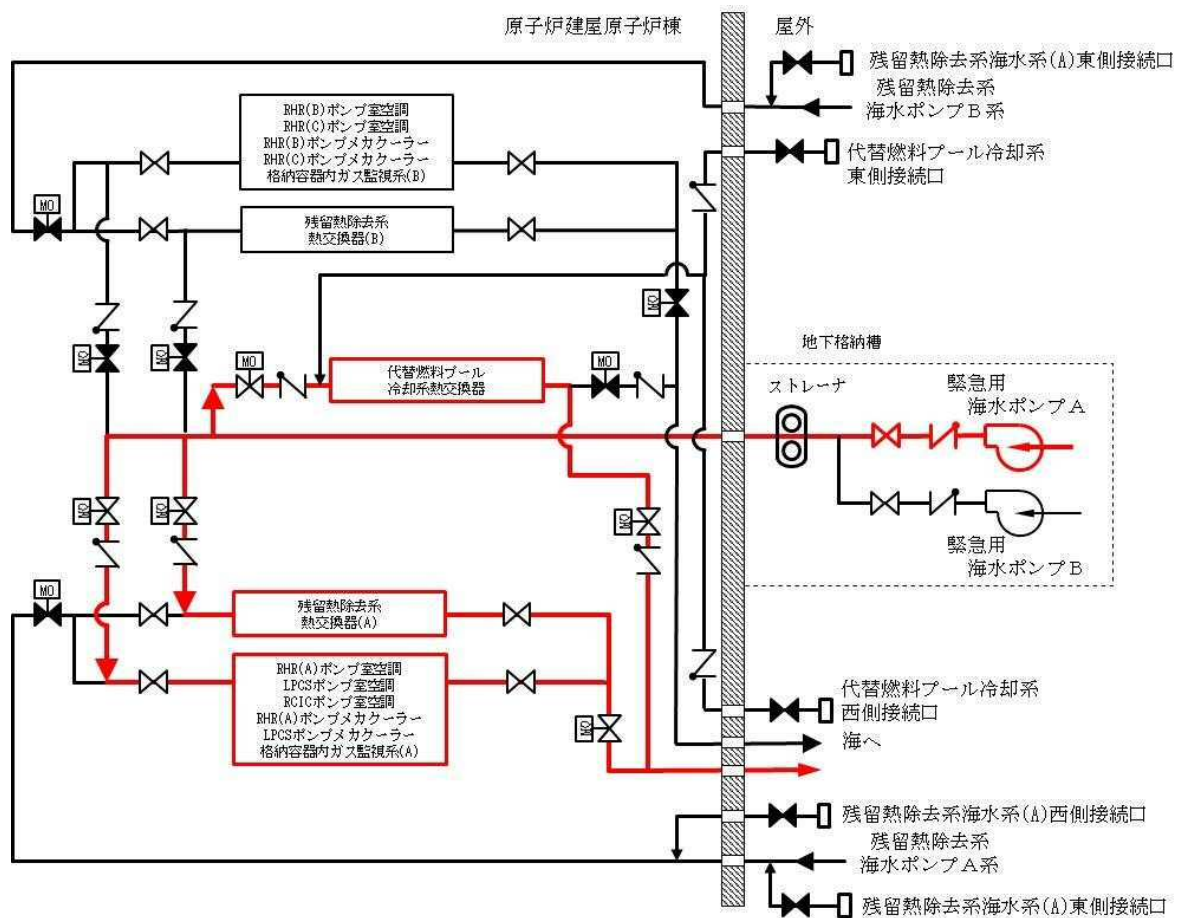 原子炉建屋原子炉棟
屋外
残留熱除去系海水系(A)東側接続口
残留熱除去系
海水ポンプB系
代替燃料プール冷却系
東側接続口
RHR(B)ポンプ室空調
RHR(C)ポンプ室空調
RHR(B)ポンプメカクーラー
RHR(C)ポンプメカクーラー
格納容器内ガス監視系(B)
MO
残留熱除去系
熱交換器(B)
MO
MO
MO
MO
代替燃料プール
冷却系熱交換器
MO
地下格納槽
ストレーナ
緊急用
海水ポンプA
緊急用
海水ポンプB
MO
MO
MO
MO
残留熱除去系
熱交換器(A)
RHR(A)ポンプ室空調
LPCSポンプ室空調
RCICポンプ室空調
RHR(A)ポンプメカクーラー
LPCSポンプメカクーラー
格納容器内ガス監視系(A)
MO
代替燃料プール冷却系
西側接続口
海へ
残留熱除去系海水系(A)西側接続口
残留熱除去系
海水ポンプA系
残留熱除去系海水系(A)東側接続口